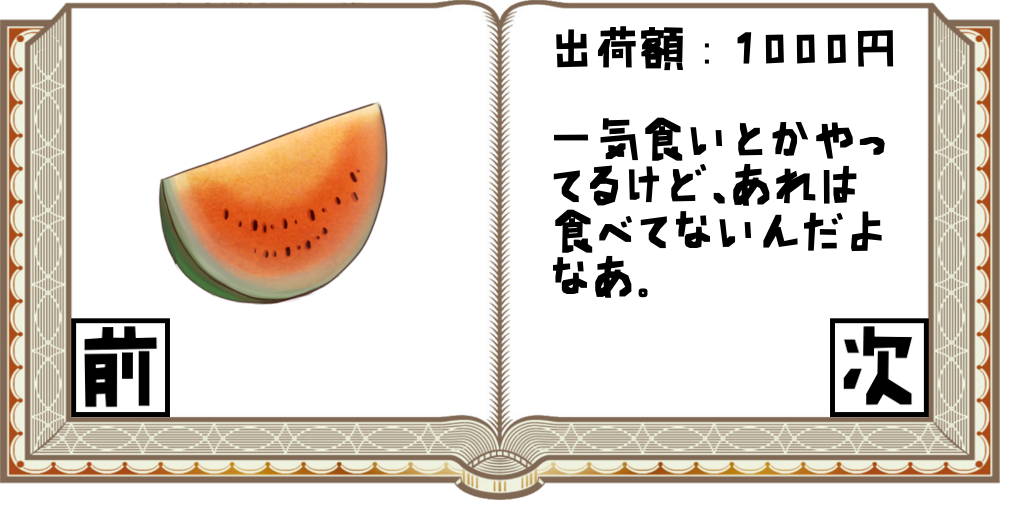 出荷額：1000円
一気食いとかやっ
てるけど、あれは
食べてないんだよ
なあ。
前
次